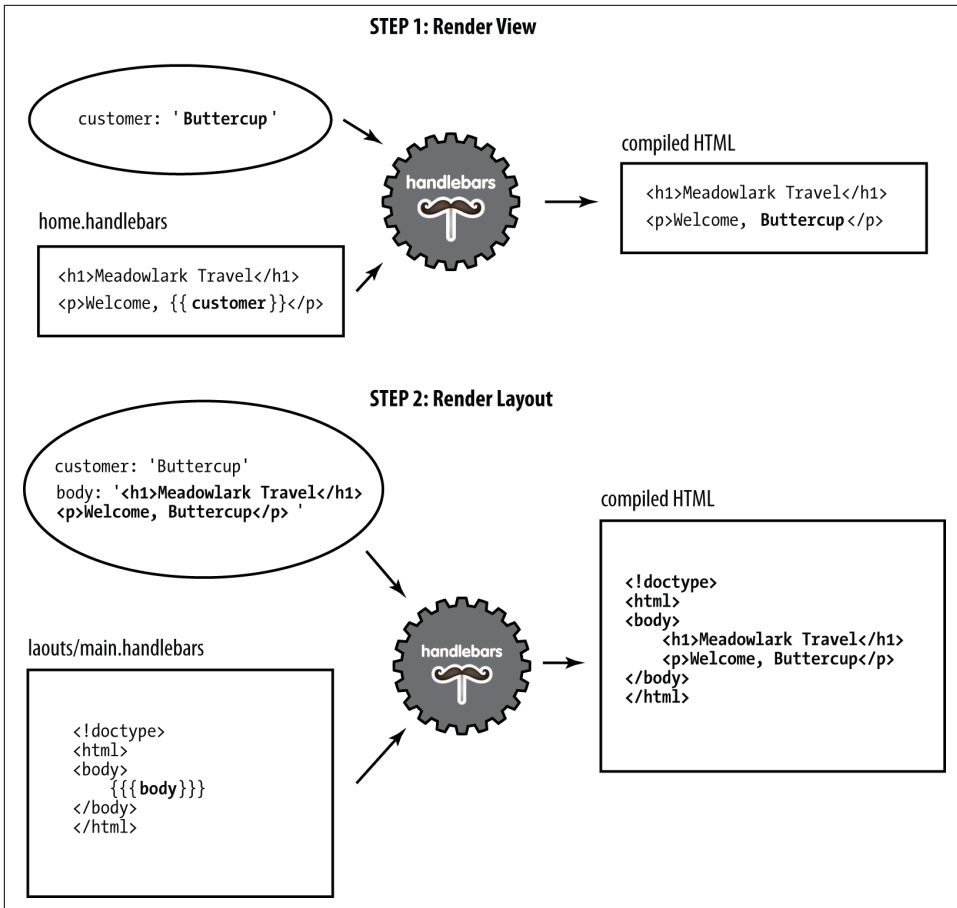 STEP 1: Render View
customer: 'Buttercup'
handlebars
compiled HTML
<h1>Meadowlark Travel</h1>
<p>Welcome, Buttercup</p>
home.handlebars
<h1>Meadowlark Travel</h1>
<p>Welcome, {{customer}}</p>
STEP 2: Render Layout
customer: 'Buttercup'
body: '<h1>Meadowlark Travel</h1>
<p>Welcome, Buttercup</p> '
handlebars
compiled HTML
<!doctype>
<html>
<body>
<h1>Meadowlark Travel</h1>
<p>Welcome, Buttercup</p>
</body>
</html>
laouts/main.handlebars
<!doctype>
<html>
<body>
{{{body}}}
</body>
</html>